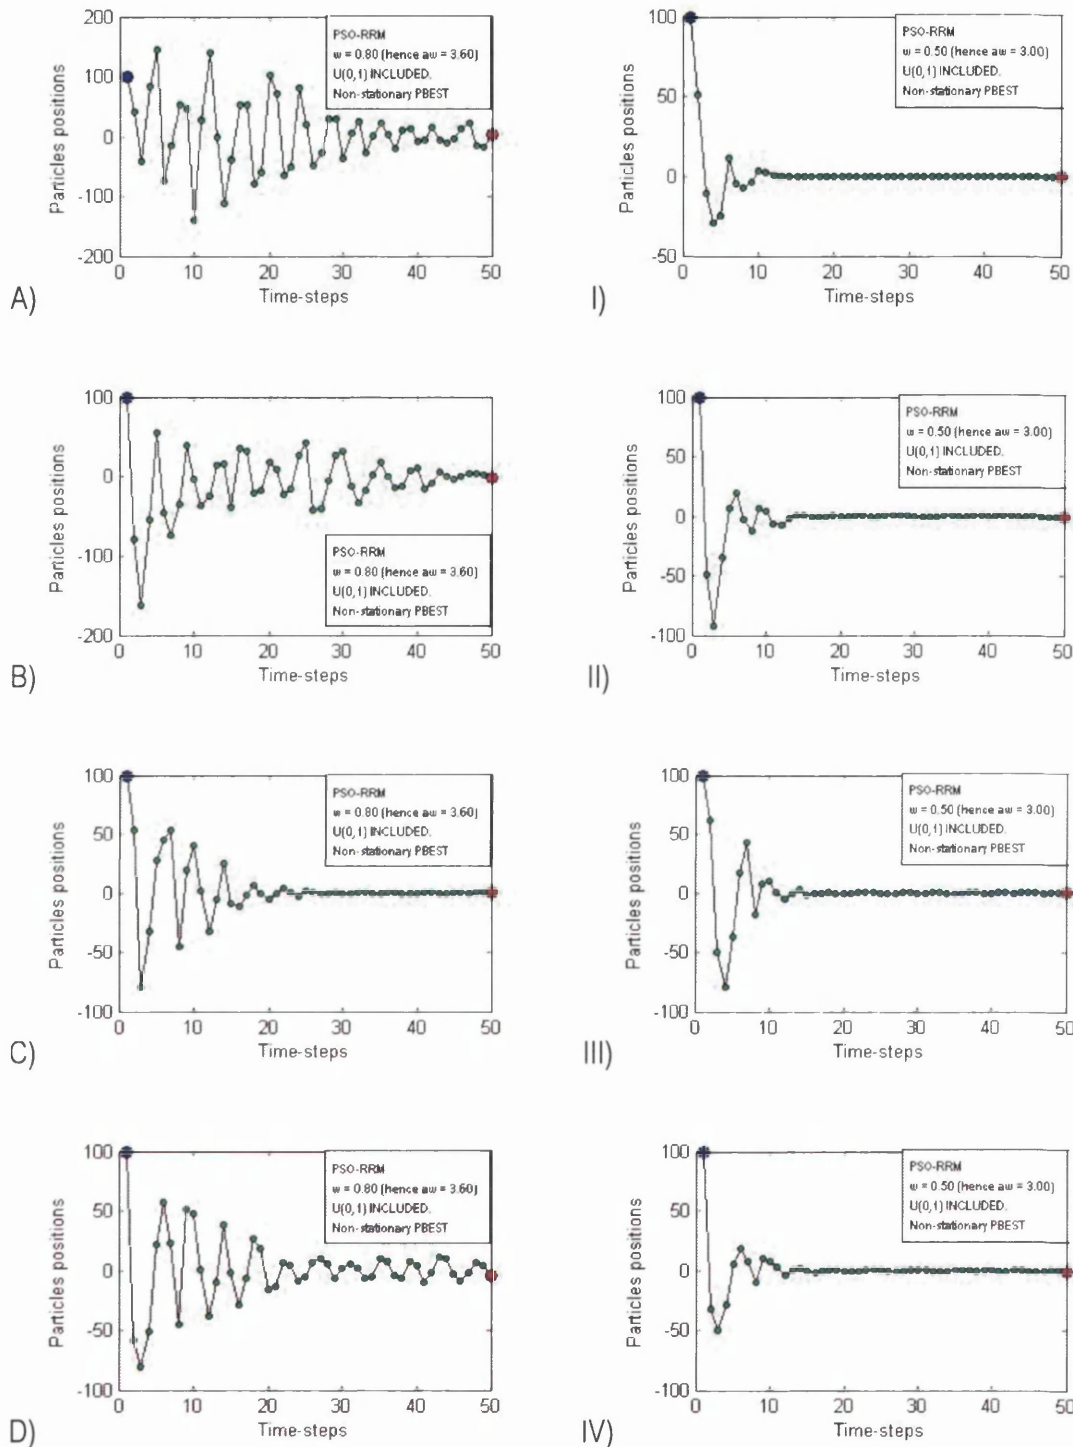 200
100
0
-100
-200
Particles positions
PSO-RRM
w = 0.80 (hence aw = 3.60)
U(0,1) INCLUDED.
Non-stationary PBEST
0 10 20 30 40 50
Time-steps
A)
100
50
0
-50
Particles positions
PSO-RRM
w = 0.50 (hence aw = 3.00)
U(0,1) INCLUDED.
Non-stationary PBEST
0 10 20 30 40 50
Time-steps
I)
100
0
-100
-200
Particles positions
PSO-RRM
w = 0.80 (hence aw = 3.60)
U(0,1) INCLUDED.
Non-stationary PBEST
0 10 20 30 40 50
Time-steps
B)
100
50
0
-50
-100
Particles positions
PSO-RRM
w = 0.50 (hence aw = 3.00)
U(0,1) INCLUDED.
Non-stationary PBEST
0 10 20 30 40 50
Time-steps
II)
100
50
0
-50
-100
Particles positions
PSO-RRM
w = 0.80 (hence aw = 3.60)
U(0,1) INCLUDED.
Non-stationary PBEST
0 10 20 30 40 50
Time-steps
C)
100
50
0
-50
-100
Particles positions
PSO-RRM
w = 0.50 (hence aw = 3.00)
U(0,1) INCLUDED.
Non-stationary PBEST
0 10 20 30 40 50
Time-steps
III)
100
50
0
-50
-100
Particles positions
PSO-RRM
w = 0.80 (hence aw = 3.60)
U(0,1) INCLUDED.
Non-stationary PBEST
0 10 20 30 40 50
Time-steps
D)
100
50
0
-50
-100
Particles positions
PSO-RRM
w = 0.50 (hence aw = 3.00)
U(0,1) INCLUDED.
Non-stationary PBEST
0 10 20 30 40 50
Time-steps
IV)